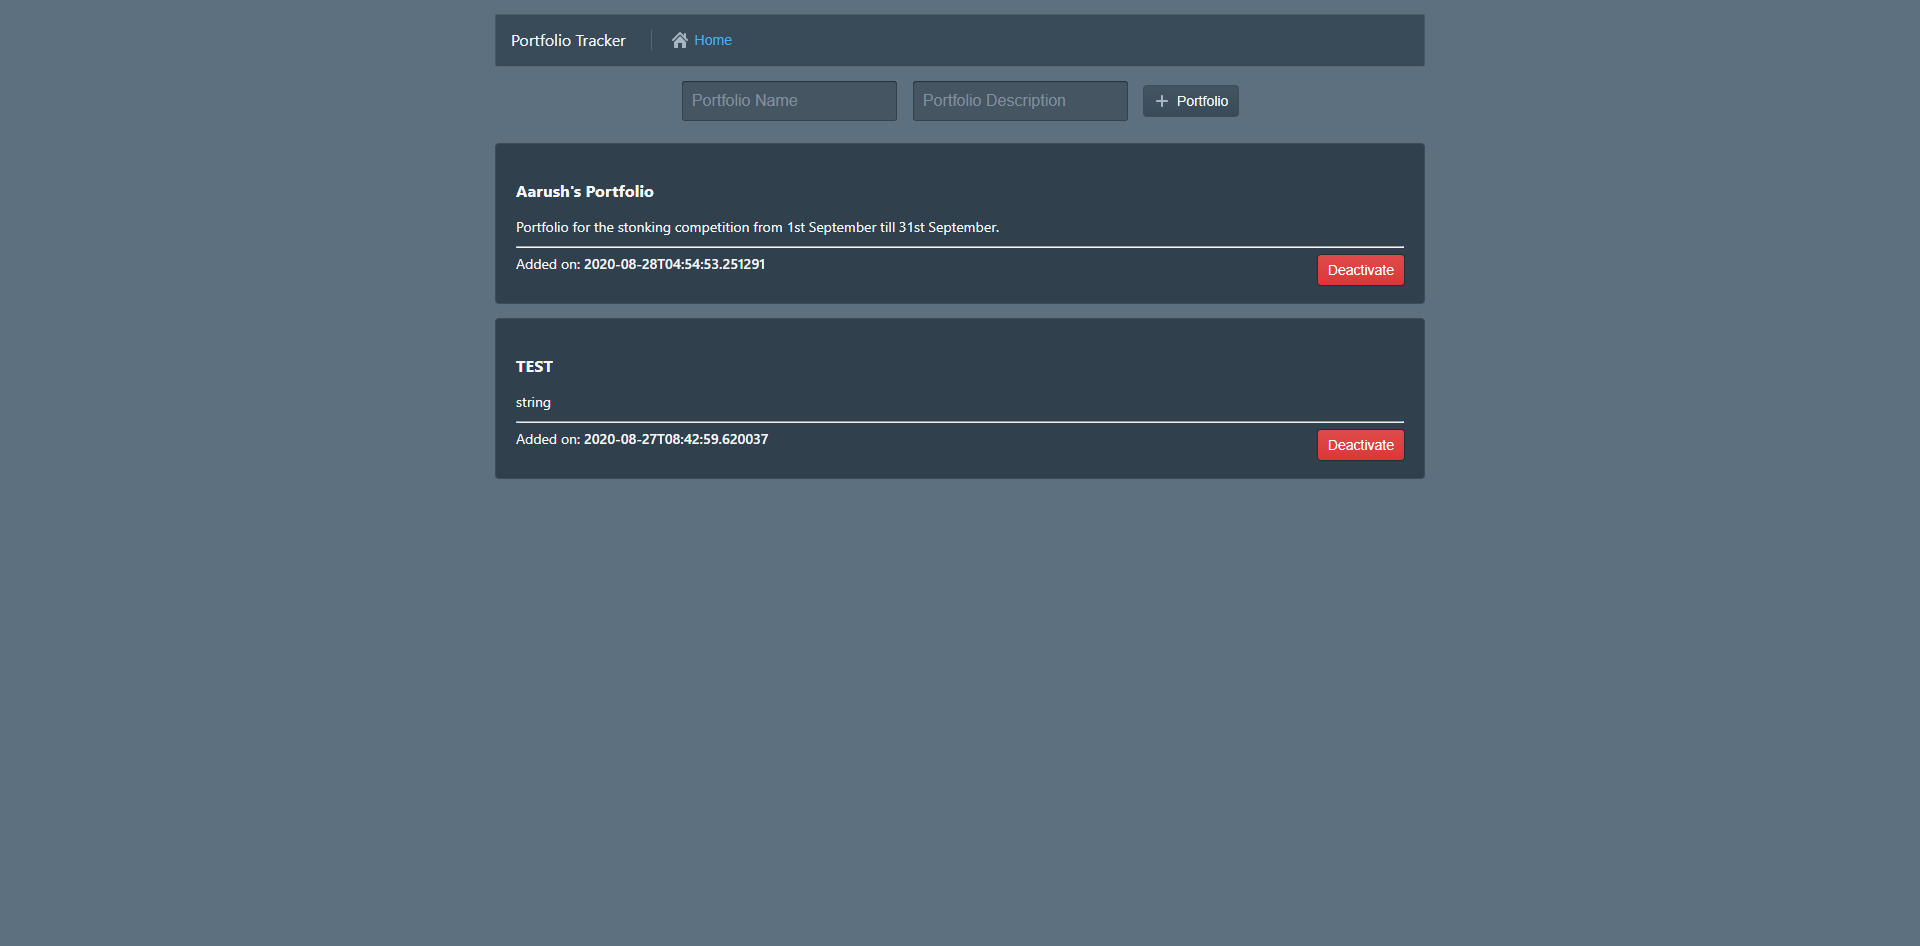 Portfolio Tracker Home
Portfolio Name Portfolio Description Portfolio
Aarush's Portfolio
Portfolio for the stonking competition from 1st September till 31st September.
Added on: 2020-08-28T04:54:53.251291 Deactivate
TEST
string
Added on: 2020-08-27T08:42:59.620037 Deactivate